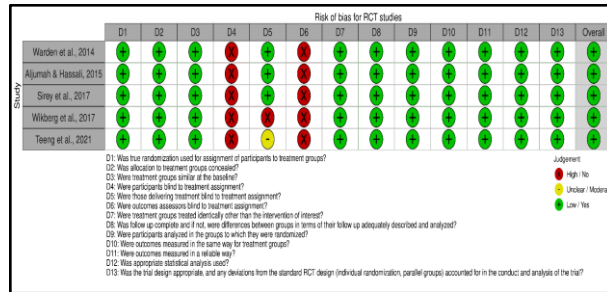 Risk of bias for RCT studies
D1 D2 D3 D4 D5 D6 D7 D8 D9 D10 D11 D12 D13 Overall
Study
Warden et al., 2014 + + + X + X + + + + + + + +
Aljumah & Hassali, 2015 + + + X + X + + + + + + + +
Sirey et al., 2017 + + + X + X + + + + + + + +
Wikberg et al., 2017 + + + X X X + + + + + + + +
Teeng et al., 2021 + + + X - X + + + + + + + +
D1: Was true randomization used for assignment of participants to treatment groups?
D2: Was allocation to treatment groups concealed?
D3: Were treatment groups similar at the baseline?
D4: Were participants blind to treatment assignment?
D5: Were those delivering treatment blind to treatment assignment?
D6: Were outcomes assessors blind to treatment assignment?
D7: Were treatment groups treated identically other than the intervention of interest?
D8: Was follow up complete and if not, were differences between groups in terms of their follow up adequately described and analyzed?
D9: Were participants analyzed in the groups to which they were randomized?
D10: Were outcomes measured in the same way for treatment groups?
D11: Were outcomes measured in a reliable way?
D12: Was appropriate statistical analysis used?
D13: Was the trial design appropriate, and any deviations from the standard RCT design (individual randomization, parallel groups) accounted for in the conduct and analysis of the trial?
Judgement
X High / No
- Unclear / Modera
+ Low / Yes